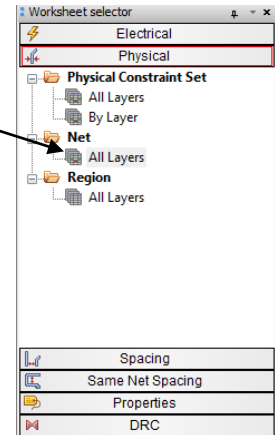 Worksheet selector
Electrical
Physical
Physical Constraint Set
All Layers
By Layer
Net
All Layers
Region
All Layers
Spacing
Same Net Spacing
Properties
DRC